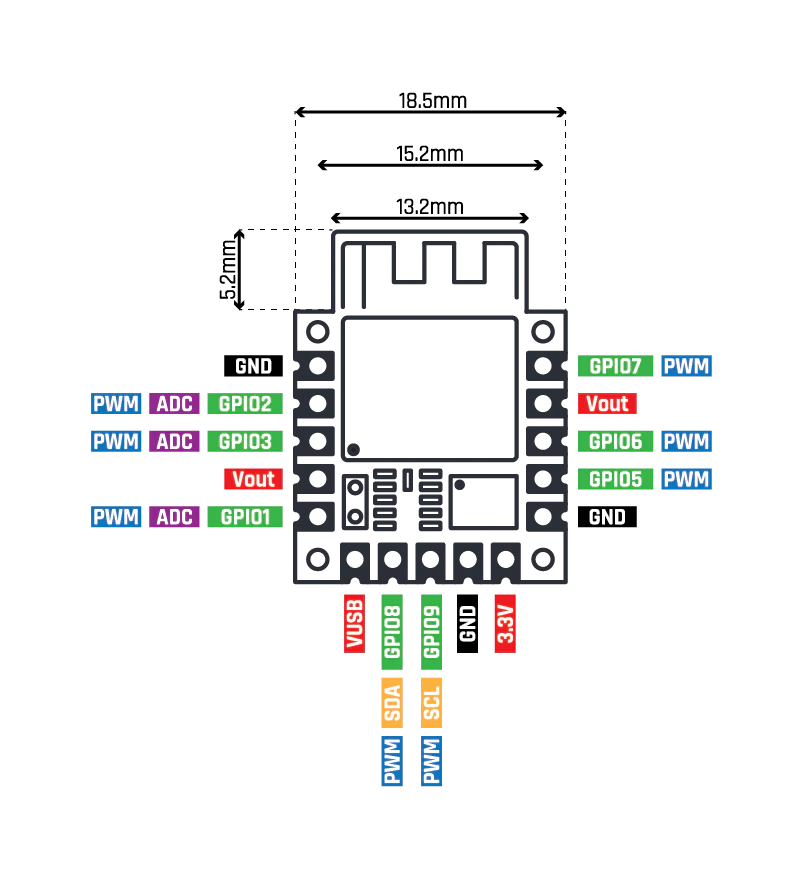 18.5mm
15.2mm
13.2mm
5.2mm
GND
GPIO7 PWM
PWM ADC GPIO2
Vout
PWM ADC GPIO3
GPIO6 PWM
Vout
GPIO5 PWM
PWM ADC GPIO1
GND
VUSB
GPIO8
GPIO9
GND
3.3V
SDA
SCL
PWM
PWM